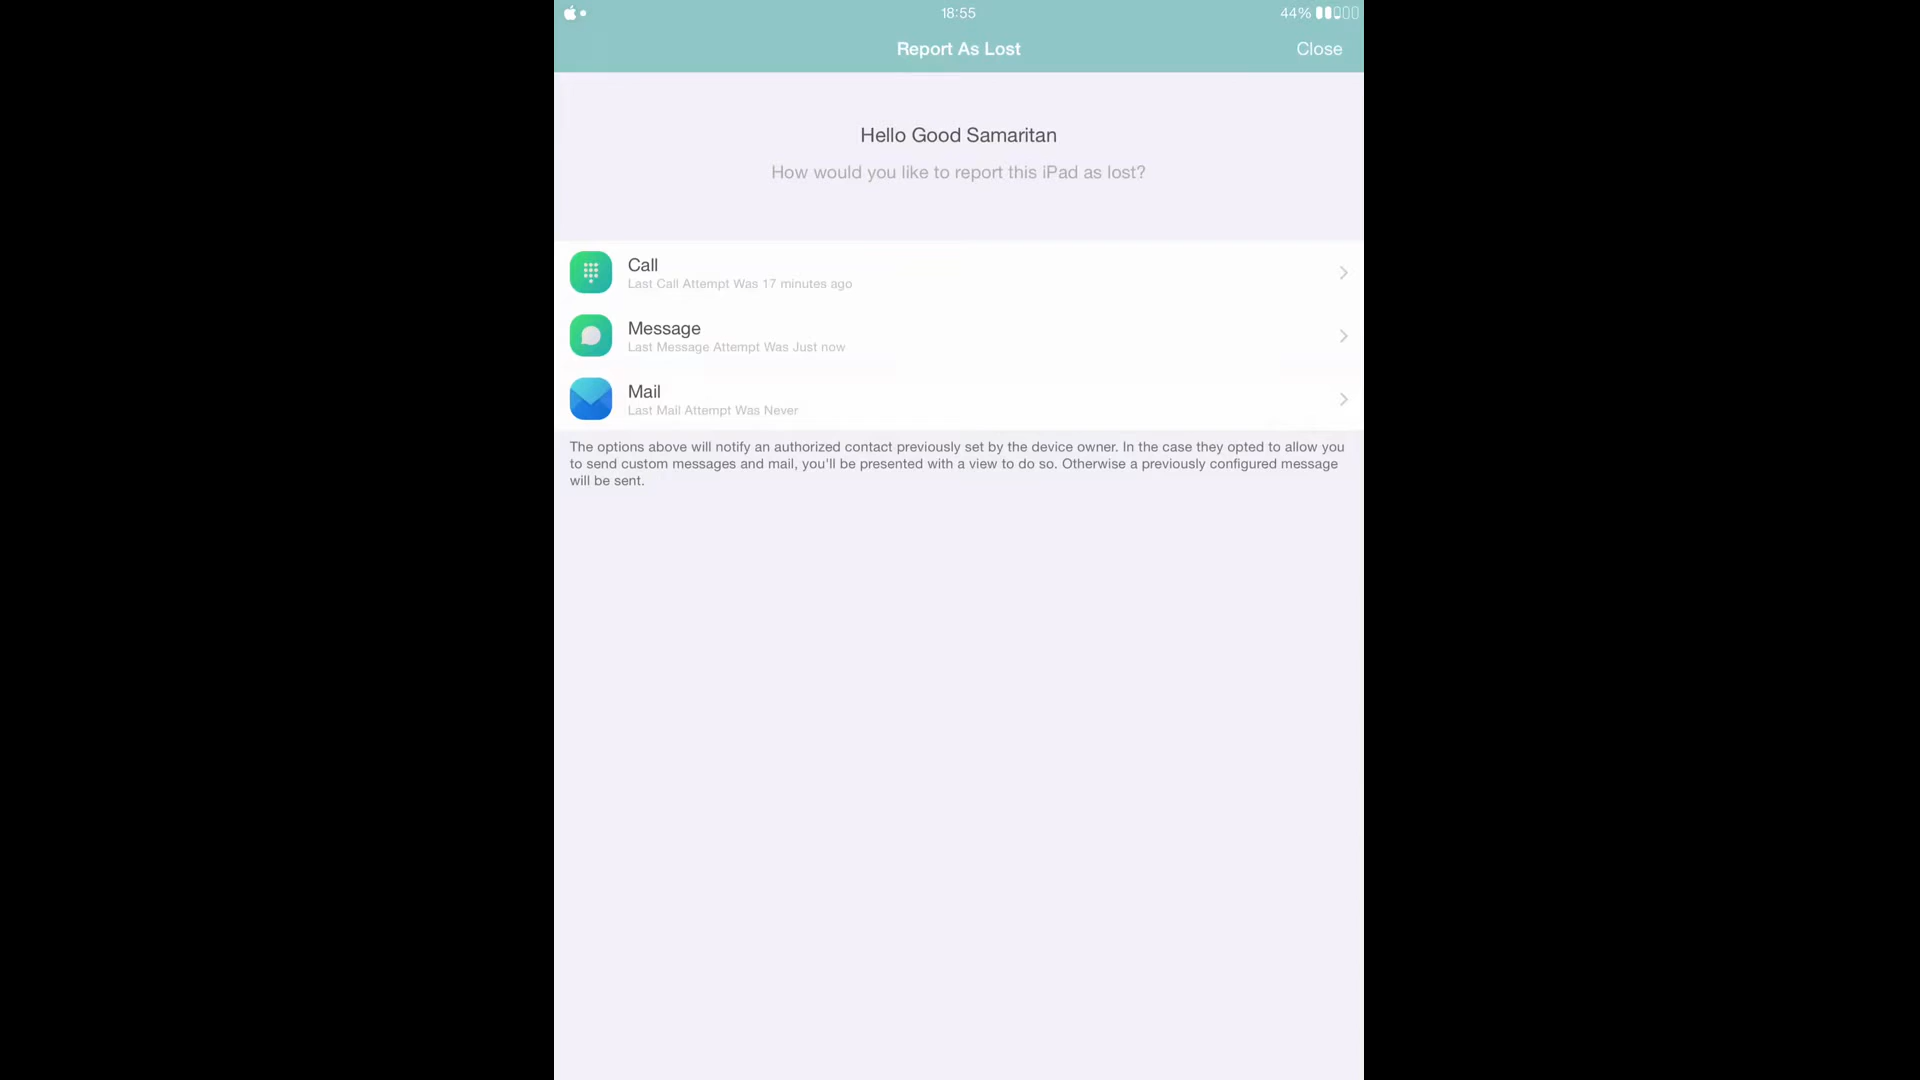 18:55
44%
Report As Lost
Close
Hello Good Samaritan
How would you like to report this iPad as lost?
Call
Last Call Attempt Was 17 minutes ago
Message
Last Message Attempt Was Just now
Mail
Last Mail Attempt Was Never
The options above will notify an authorized contact previously set by the device owner. In the case they opted to allow you
to send custom messages and mail, you'll be presented with a view to do so. Otherwise a previously configured message
will be sent.